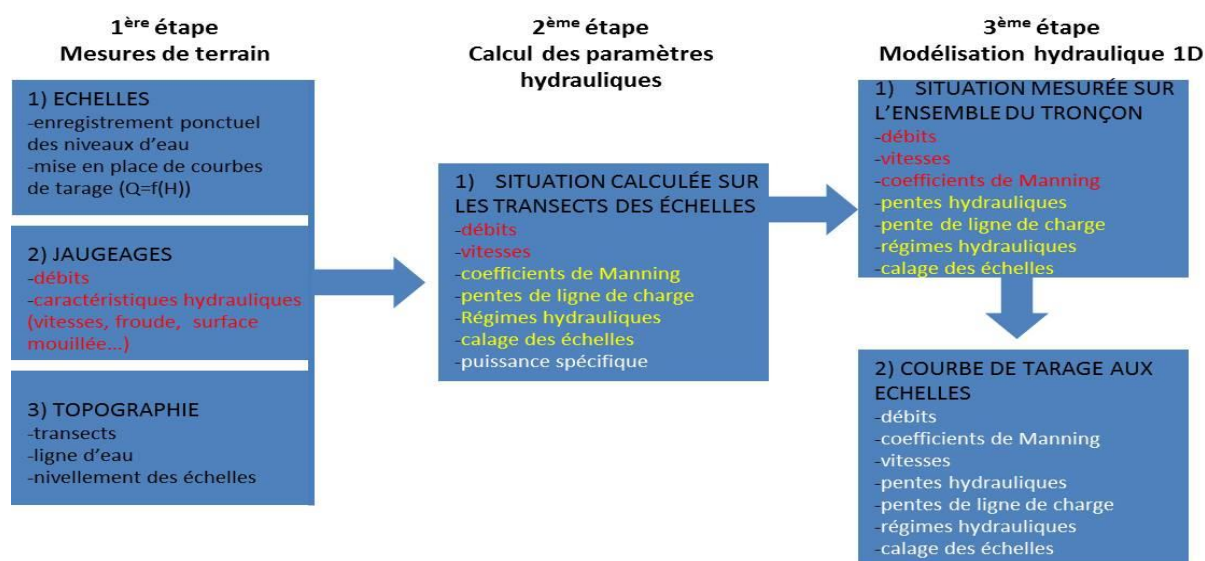 1ère étape
Mesures de terrain
1) ECHELLES
-enregistrement ponctuel
des niveaux d'eau
-mise en place de courbes
de tarage (Q=f(H))
2) JAUGEAGES
-débits
-caractéristiques hydrauliques
(vitesses, froude, surface
mouillée...)
3) TOPOGRAPHIE
-transects
-ligne d'eau
-nivellement des échelles
2ème étape
Calcul des paramètres
hydrauliques
1) SITUATION CALCULÉE SUR
LES TRANSECTS DES ÉCHELLES
-débits
-vitesses
-coefficients de Manning
-pentes de ligne de charge
-Régimes hydrauliques
-calage des échelles
-puissance spécifique
3ème étape
Modélisation hydraulique 1D
1) SITUATION MESURÉE SUR
L'ENSEMBLE DU TRONÇON
-débits
-vitesses
-coefficients de Manning
-pentes hydrauliques
-pente de ligne de charge
-régimes hydrauliques
-calage des échelles
2) COURBE DE TARAGE AUX
ECHELLES
-débits
-coefficients de Manning
-vitesses
-pentes hydrauliques
-pentes de ligne de charge
-régimes hydrauliques
-calage des échelles